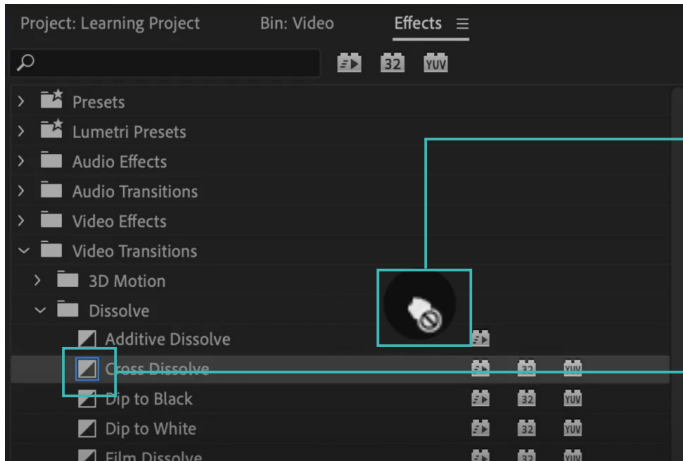 Project: Learning Project Bin: Video Effects
32 YUV
Presets
Lumetri Presets
Audio Effects
Audio Transitions
Video Effects
Video Transitions
3D Motion
Dissolve
Additive Dissolve
Cross Dissolve 32 YUV
Dip to Black 32 YUV
Dip to White 32 YUV
Film Dissolve 32 YUV